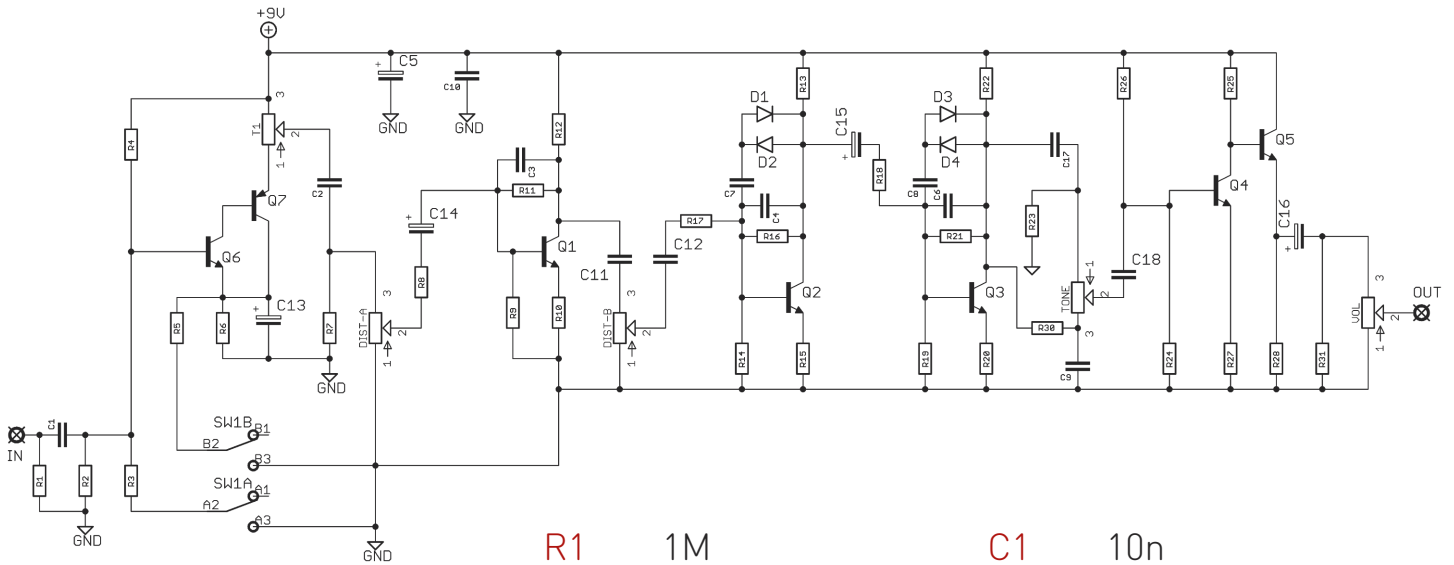 +9V
+ C5
C10
GND
GND
3
T1
2
1
R4
Q7
C2
Q6
+ C13
R5
R6
R7
GND
3
DIST-A
2
1
+ C14
R8
C3
R11
R12
Q1
R9
R10
C11
3
DIST-B
2
1
C12
R17
D1
D2
R13
C7
C4
R16
Q2
R14
R15
C15
+
R18
D3
D4
R22
C8
C6
R21
Q3
R19
R20
C17
R23
1
TONE
2
3
R30
C9
C18
R26
R25
Q5
Q4
R24
R27
C16
+
R28
R31
3
VOL
2
1
OUT
IN
C1
R1
R2
GND
R3
SW1B
B1
B2
B3
SW1A
A1
A2
A3
GND
R1 1M C1 10n